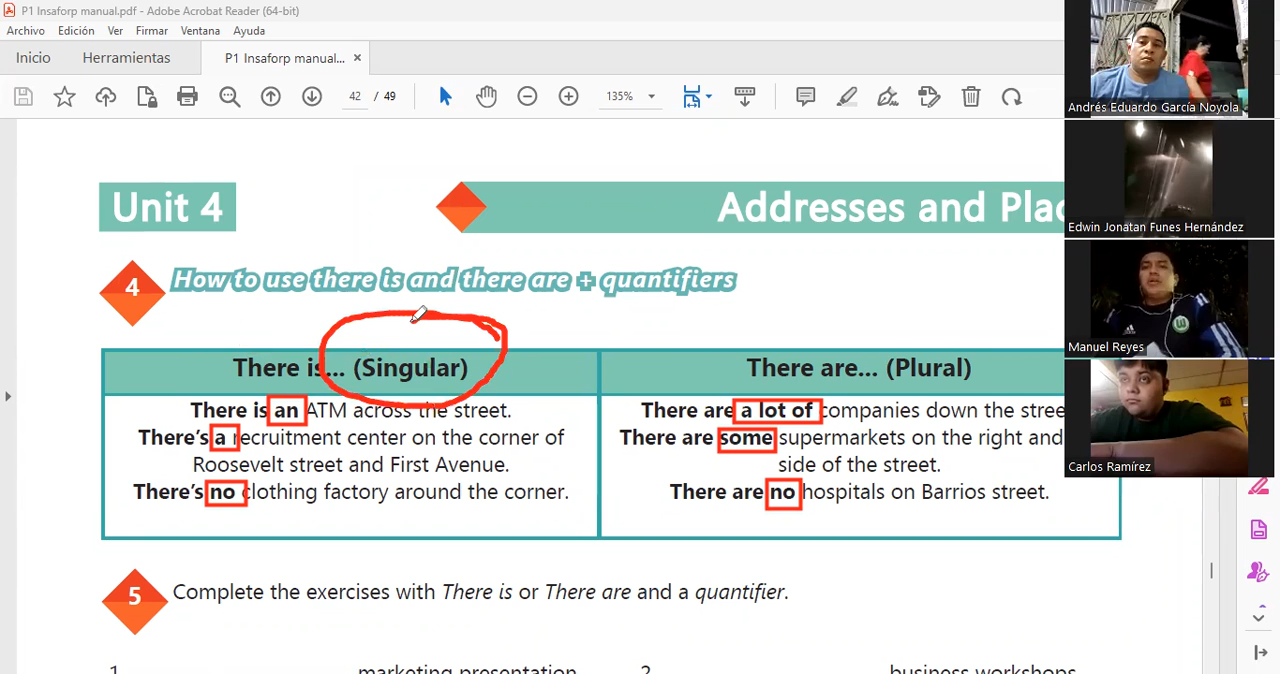 P1 Insaforp manual.pdf - Adobe Acrobat Reader (64-bit)
Archivo Edición Ver Firmar Ventana Ayuda
Inicio Herramientas P1 Insaforp manual... ×
42 / 49 135%
Unit 4 Addresses and Plac
4 How to use there is and there are + quantifiers
There is... (Singular)
There is an ATM across the street.
There's a recruitment center on the corner of
Roosevelt street and First Avenue.
There's no clothing factory around the corner.
There are... (Plural)
There are a lot of companies down the stree
There are some supermarkets on the right and
side of the street.
There are no hospitals on Barrios street.
5 Complete the exercises with There is or There are and a quantifier.
1. marketing presentation 2. business workshops
Andrés Eduardo García Noyola
Edwin Jonatan Funes Hernández
Manuel Reyes
Carlos Ramírez